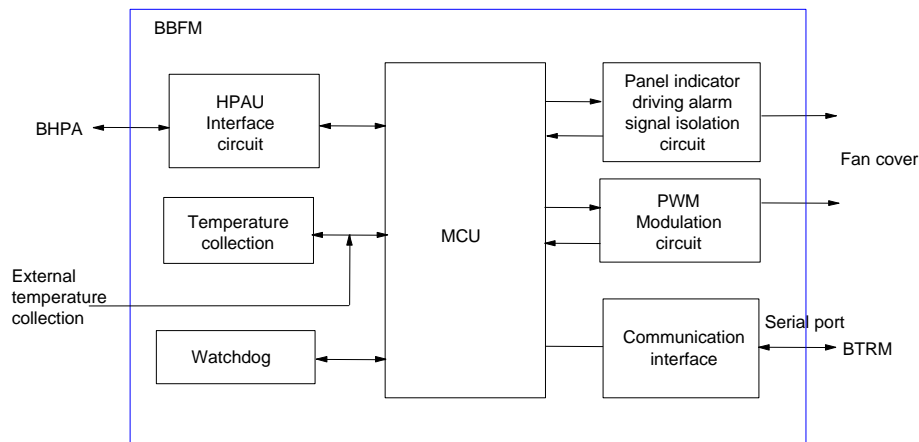 BBFM
HPAU
Interface
circuit
BHPA
Temperature
collection
External
temperature
collection
Watchdog
MCU
Panel indicator
driving alarm
signal isolation
circuit
Fan cover
PWM
Modulation
circuit
Communication
interface
Serial port
BTRM